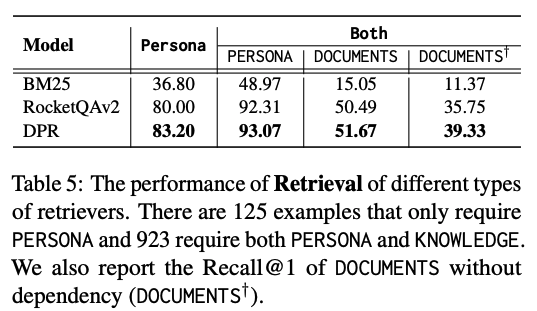 Model Persona Both
PERSONA DOCUMENTS DOCUMENTS†
BM25 36.80 48.97 15.05 11.37
RocketQAv2 80.00 92.31 50.49 35.75
DPR 83.20 93.07 51.67 39.33
Table 5: The performance of Retrieval of different types
of retrievers. There are 125 examples that only require
PERSONA and 923 require both PERSONA and KNOWLEDGE.
We also report the Recall@1 of DOCUMENTS without
dependency (DOCUMENTS†).